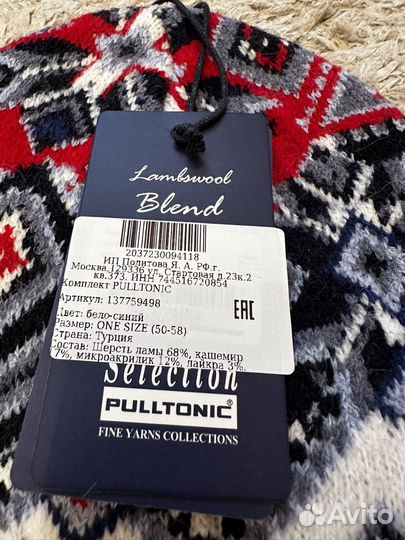 Lambswool
Blend
2037230094118
ИП Политова Я. А. РФ.г.
Москва,129336 ул. Стартовая д.23к.2
кв.373. ИНН 744516720854
Комплект PULLTONIC
Артикул: 137759498
Цвет: бело-синий
Размер: ONE SIZE (50-58)
Страна: Турция
Состав: Шерсть ламы 68%, кашемир
7%, микроакрилик 12%, лайкра 3%.
EAC
Selection
PULLTONIC®
FINE YARNS COLLECTIONS
Avito